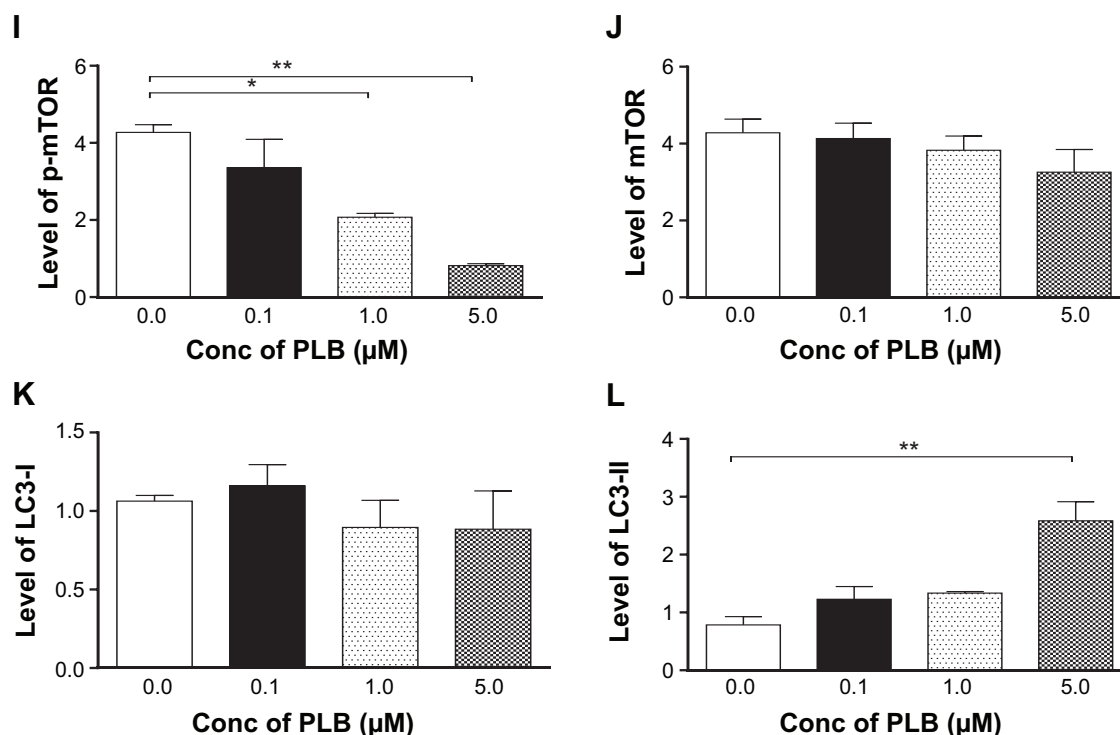 I
Level of p-mTOR
6
4
2
0
**
*
0.0 0.1 1.0 5.0
Conc of PLB (µM)
J
Level of mTOR
6
4
2
0
0.0 0.1 1.0 5.0
Conc of PLB (µM)
K
Level of LC3-I
1.5
1.0
0.5
0.0
0.0 0.1 1.0 5.0
Conc of PLB (µM)
L
Level of LC3-II
4
3
2
1
0
**
0.0 0.1 1.0 5.0
Conc of PLB (µM)